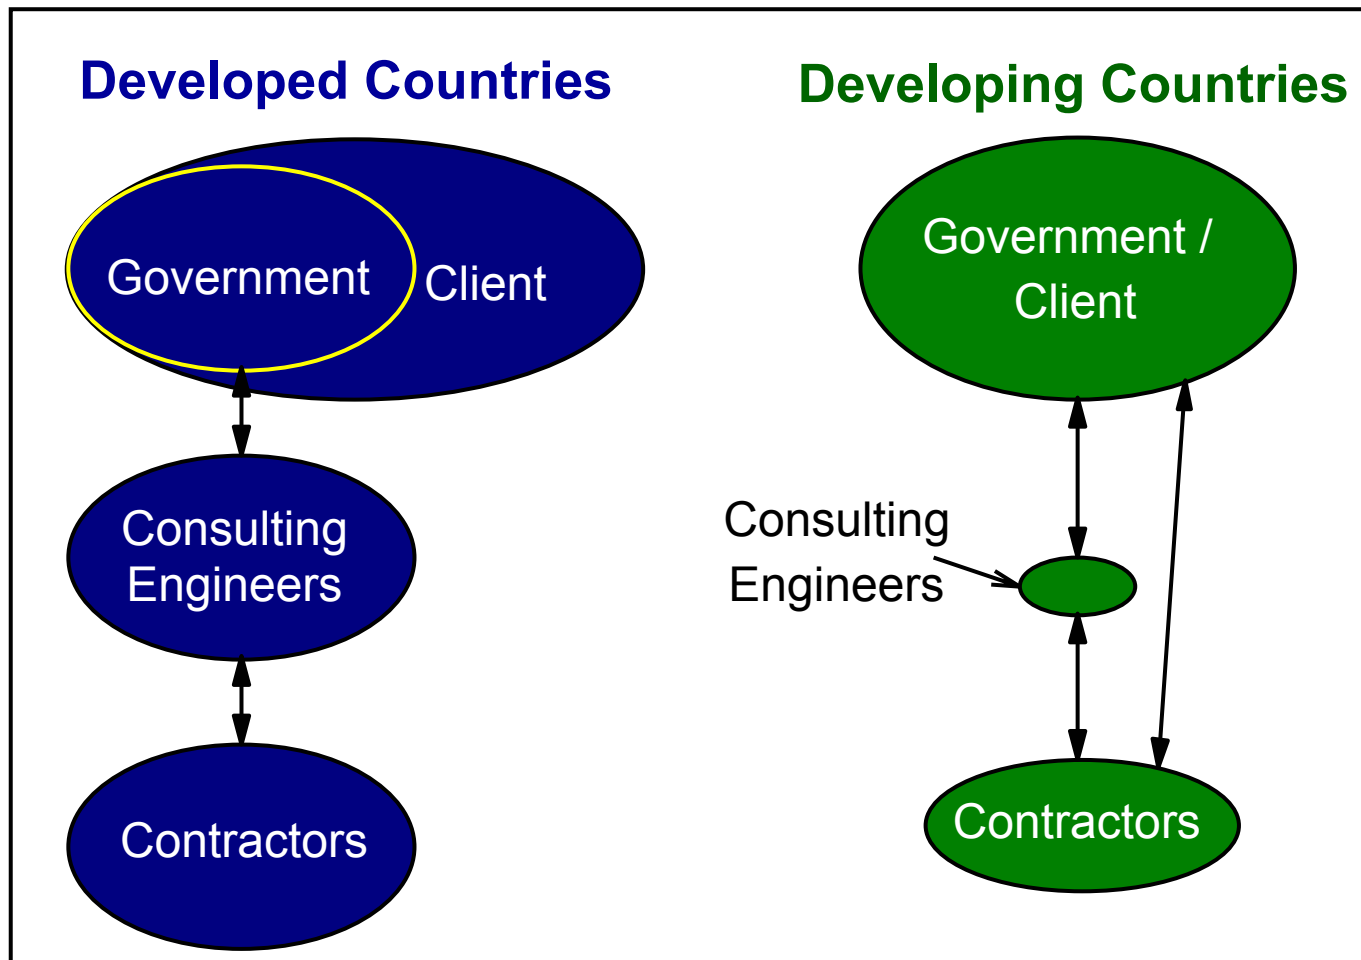 Developed Countries
Developing Countries
Government
Client
Government /
Client
Consulting
Engineers
Consulting
Engineers
Contractors
Contractors